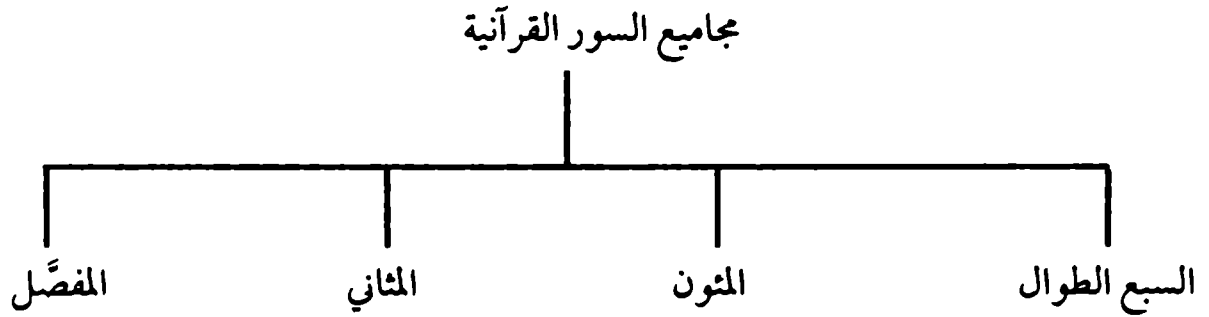 مجاميع السور القرآنية
السبع الطوال
المئون
المثاني
المفصَّل